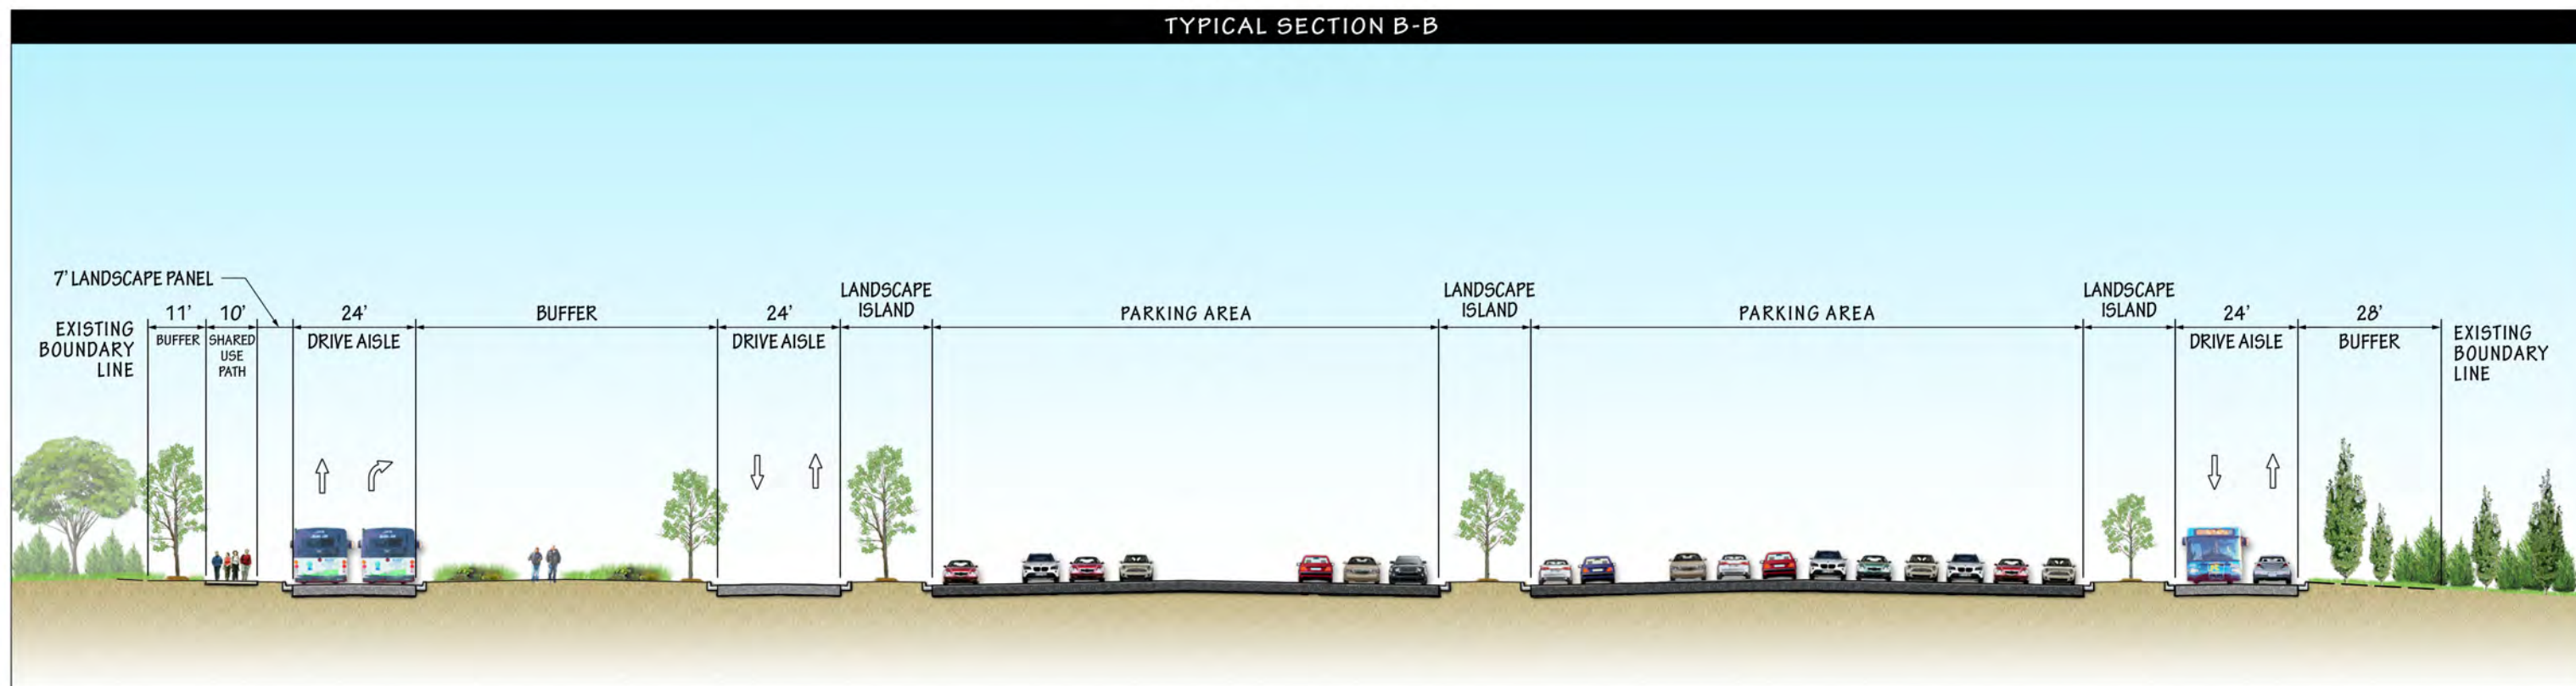 TYPICAL SECTION B-B
7' LANDSCAPE PANEL
EXISTING
BOUNDARY
LINE
11'
BUFFER
10'
SHARED
USE
PATH
24'
DRIVE AISLE
BUFFER
24'
DRIVE AISLE
LANDSCAPE
ISLAND
PARKING AREA
LANDSCAPE
ISLAND
PARKING AREA
LANDSCAPE
ISLAND
24'
DRIVE AISLE
28'
BUFFER
EXISTING
BOUNDARY
LINE